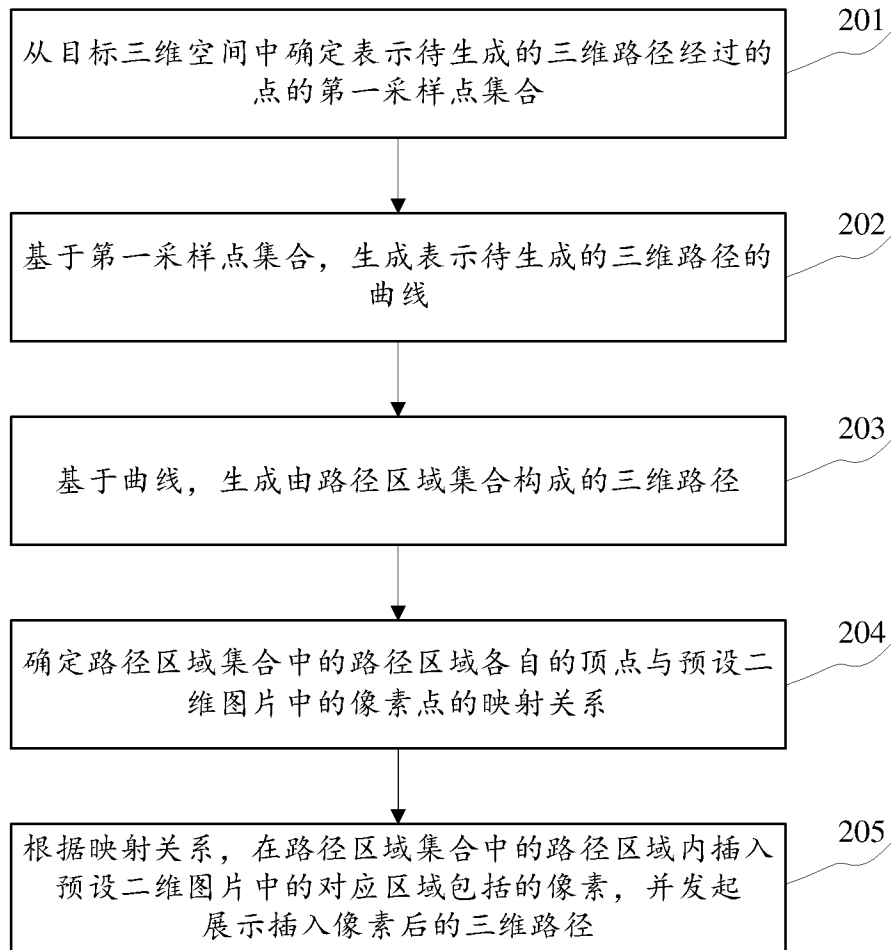 201
从目标三维空间中确定表示待生成的三维路径经过的
点的第一采样点集合
202
基于第一采样点集合，生成表示待生成的三维路径的
曲线
203
基于曲线，生成由路径区域集合构成的三维路径
204
确定路径区域集合中的路径区域各自的顶点与预设二
维图片中的像素点的映射关系
205
根据映射关系，在路径区域集合中的路径区域内插入
预设二维图片中的对应区域包括的像素，并发起
展示插入像素后的三维路径